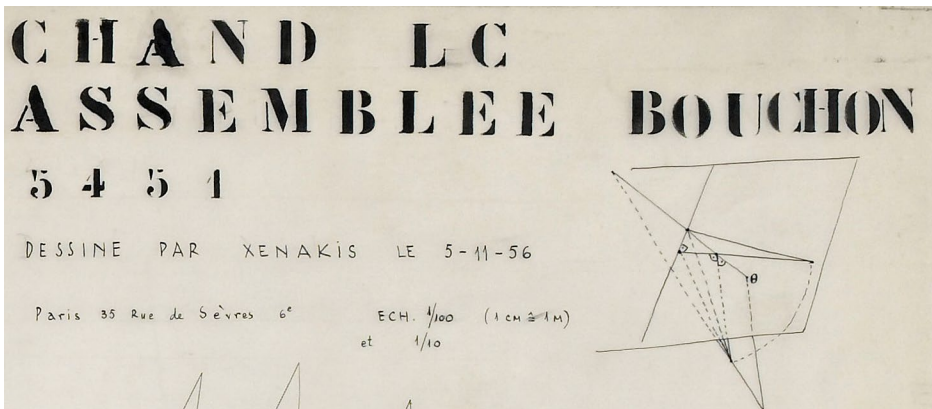 CHAND LC
ASSEMBLEE BOUCHON
5451
DESSINE PAR XENAKiS LE 5-11-56
Paris 35 Rue de Sèvres 6e
ECH. 1/100 (1 CM ≙ 1 M)
et 1/10
θ